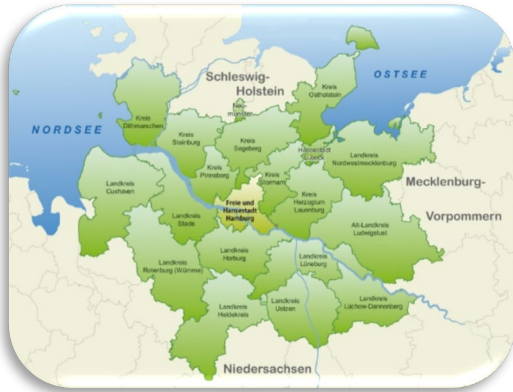 OSTSEE
Schleswig-
Holstein
NORDSEE
Kreis
Dithmarschen
Kreis
Steinburg
Neu-
münster
Kreis
Segeberg
Kreis
Ostholstein
Hansestadt
Lübeck
Landkreis
Nordwestmecklenburg
Kreis
Pinneberg
Kreis
Stormarn
Kreis
Herzogtum
Lauenburg
Mecklenburg-
Vorpommern
Landkreis
Cuxhaven
Landkreis
Stade
Freie und
Hansestadt
Hamburg
Alt-Landkreis
Ludwigslust
Landkreis
Rotenburg (Wümme)
Landkreis
Harburg
Landkreis
Lüneburg
Landkreis
Heidekreis
Landkreis
Uelzen
Landkreis
Lüchow-Dannenberg
Niedersachsen